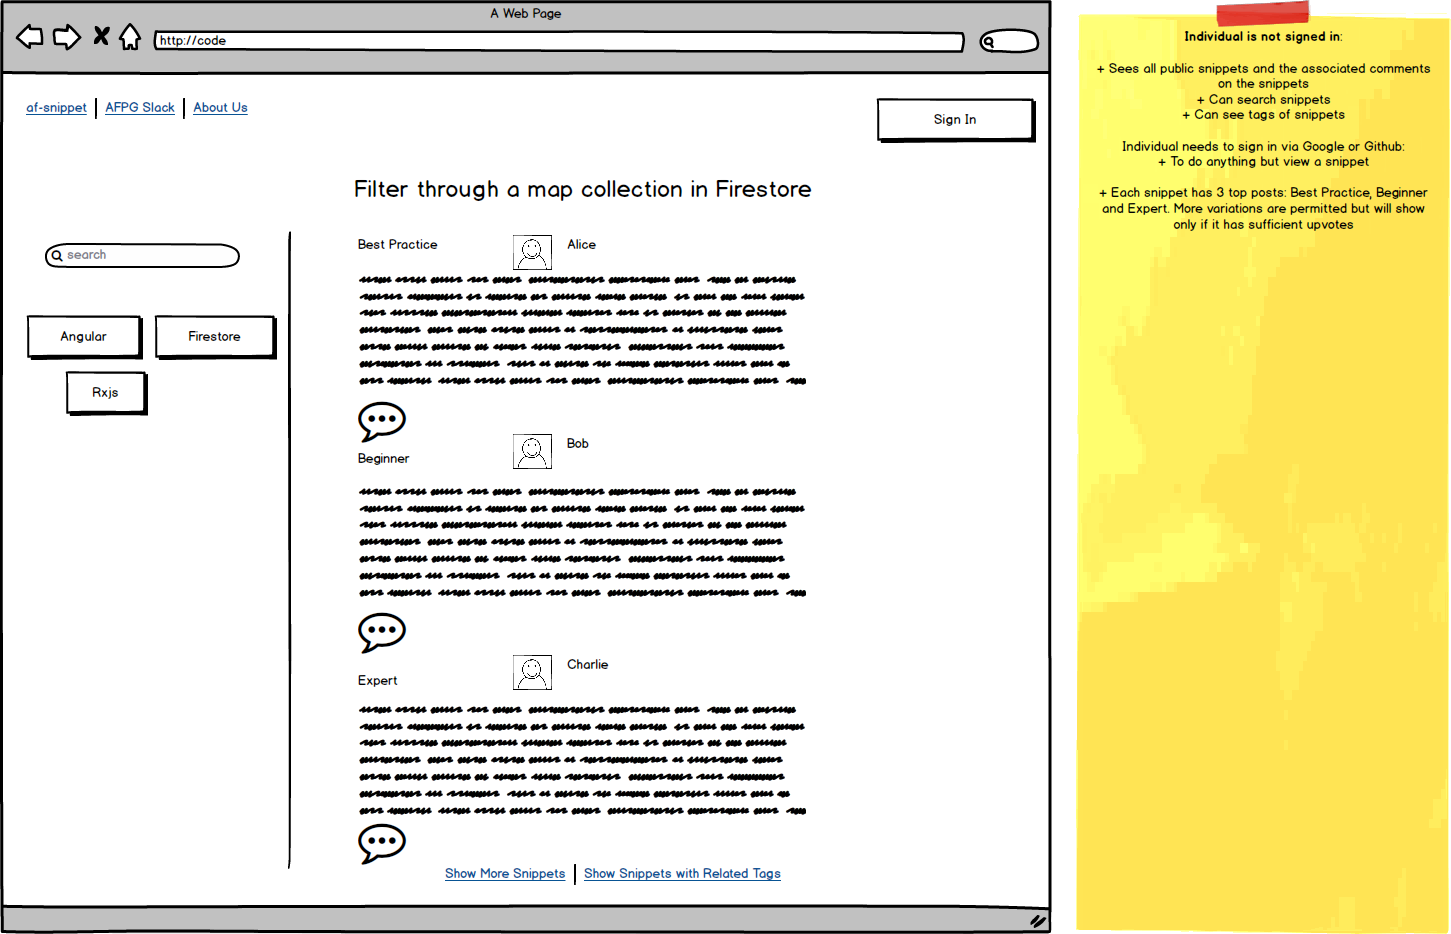 A Web Page
http://code
af-snippet
AFPG Slack
About Us
Sign In
Filter through a map collection in Firestore
search
Angular
Firestore
Rxjs
Best Practice
Alice
Beginner
Bob
Expert
Charlie
Show More Snippets
Show Snippets with Related Tags
Individual is not signed in:
+ Sees all public snippets and the associated comments
on the snippets
+ Can search snippets
+ Can see tags of snippets
Individual needs to sign in via Google or Github:
+ To do anything but view a snippet
+ Each snippet has 3 top posts: Best Practice, Beginner
and Expert. More variations are permitted but will show
only if it has sufficient upvotes